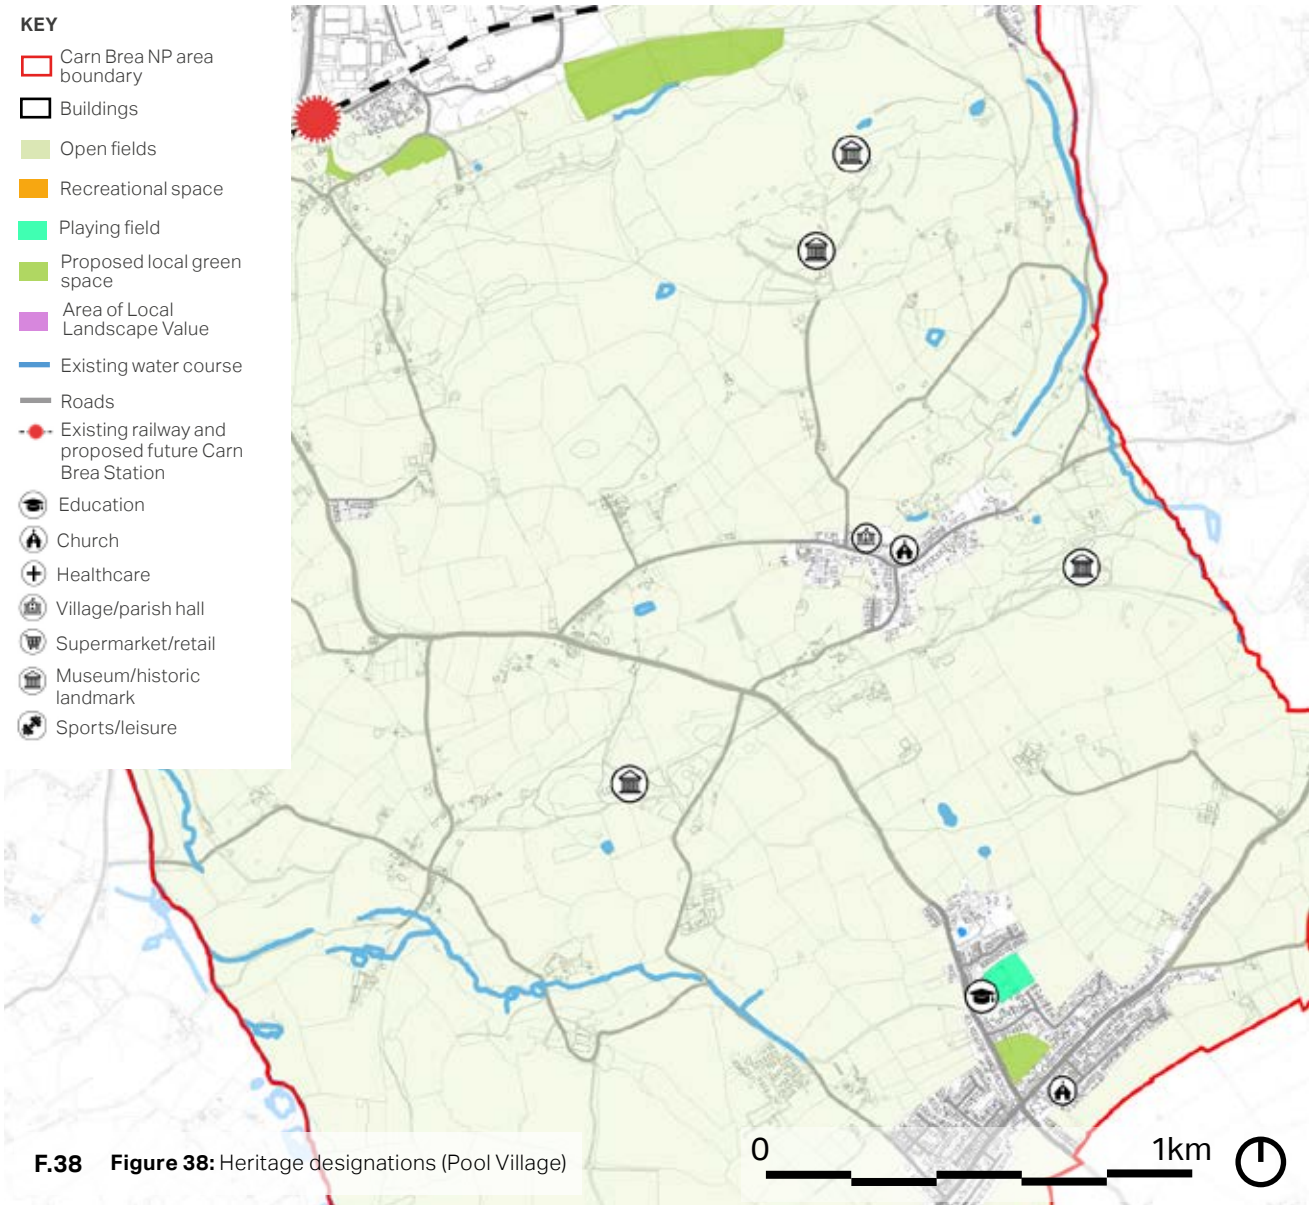 KEY
Carn Brea NP area
boundary
Buildings
Open fields
Recreational space
Playing field
Proposed local green
space
Area of Local
Landscape Value
Existing water course
Roads
Existing railway and
proposed future Carn
Brea Station
Education
Church
Healthcare
Village/parish hall
Supermarket/retail
Museum/historic
landmark
Sports/leisure
F.38 Figure 38: Heritage designations (Pool Village)
0 1km